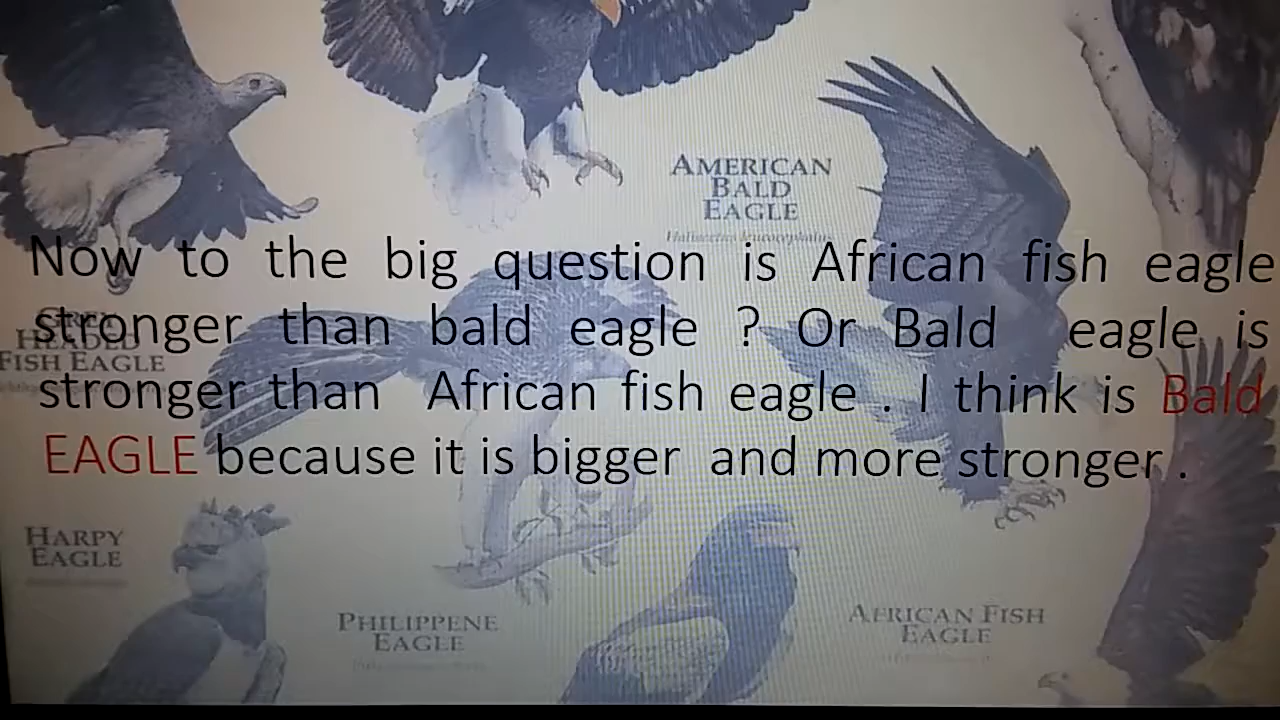 AMERICAN
BALD
EAGLE
Now to the big question is African fish eagle
stronger than bald eagle ? Or Bald eagle is
stronger than African fish eagle . I think is Bald
EAGLE because it is bigger and more stronger .
HEADED
FISH EAGLE
HARPY
EAGLE
PHILIPPENE
EAGLE
AFRICAN FISH
EAGLE